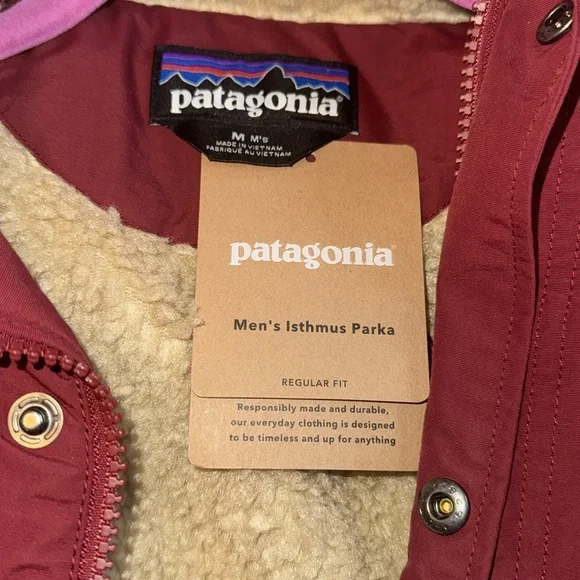 patagonia
M M's
MADE IN VIETNAM
FABRIQUÉ AU VIETNAM
patagonia
Men's Isthmus Parka
REGULAR FIT
Responsibly made and durable,
our everyday clothing is designed
to be timeless and up for anything